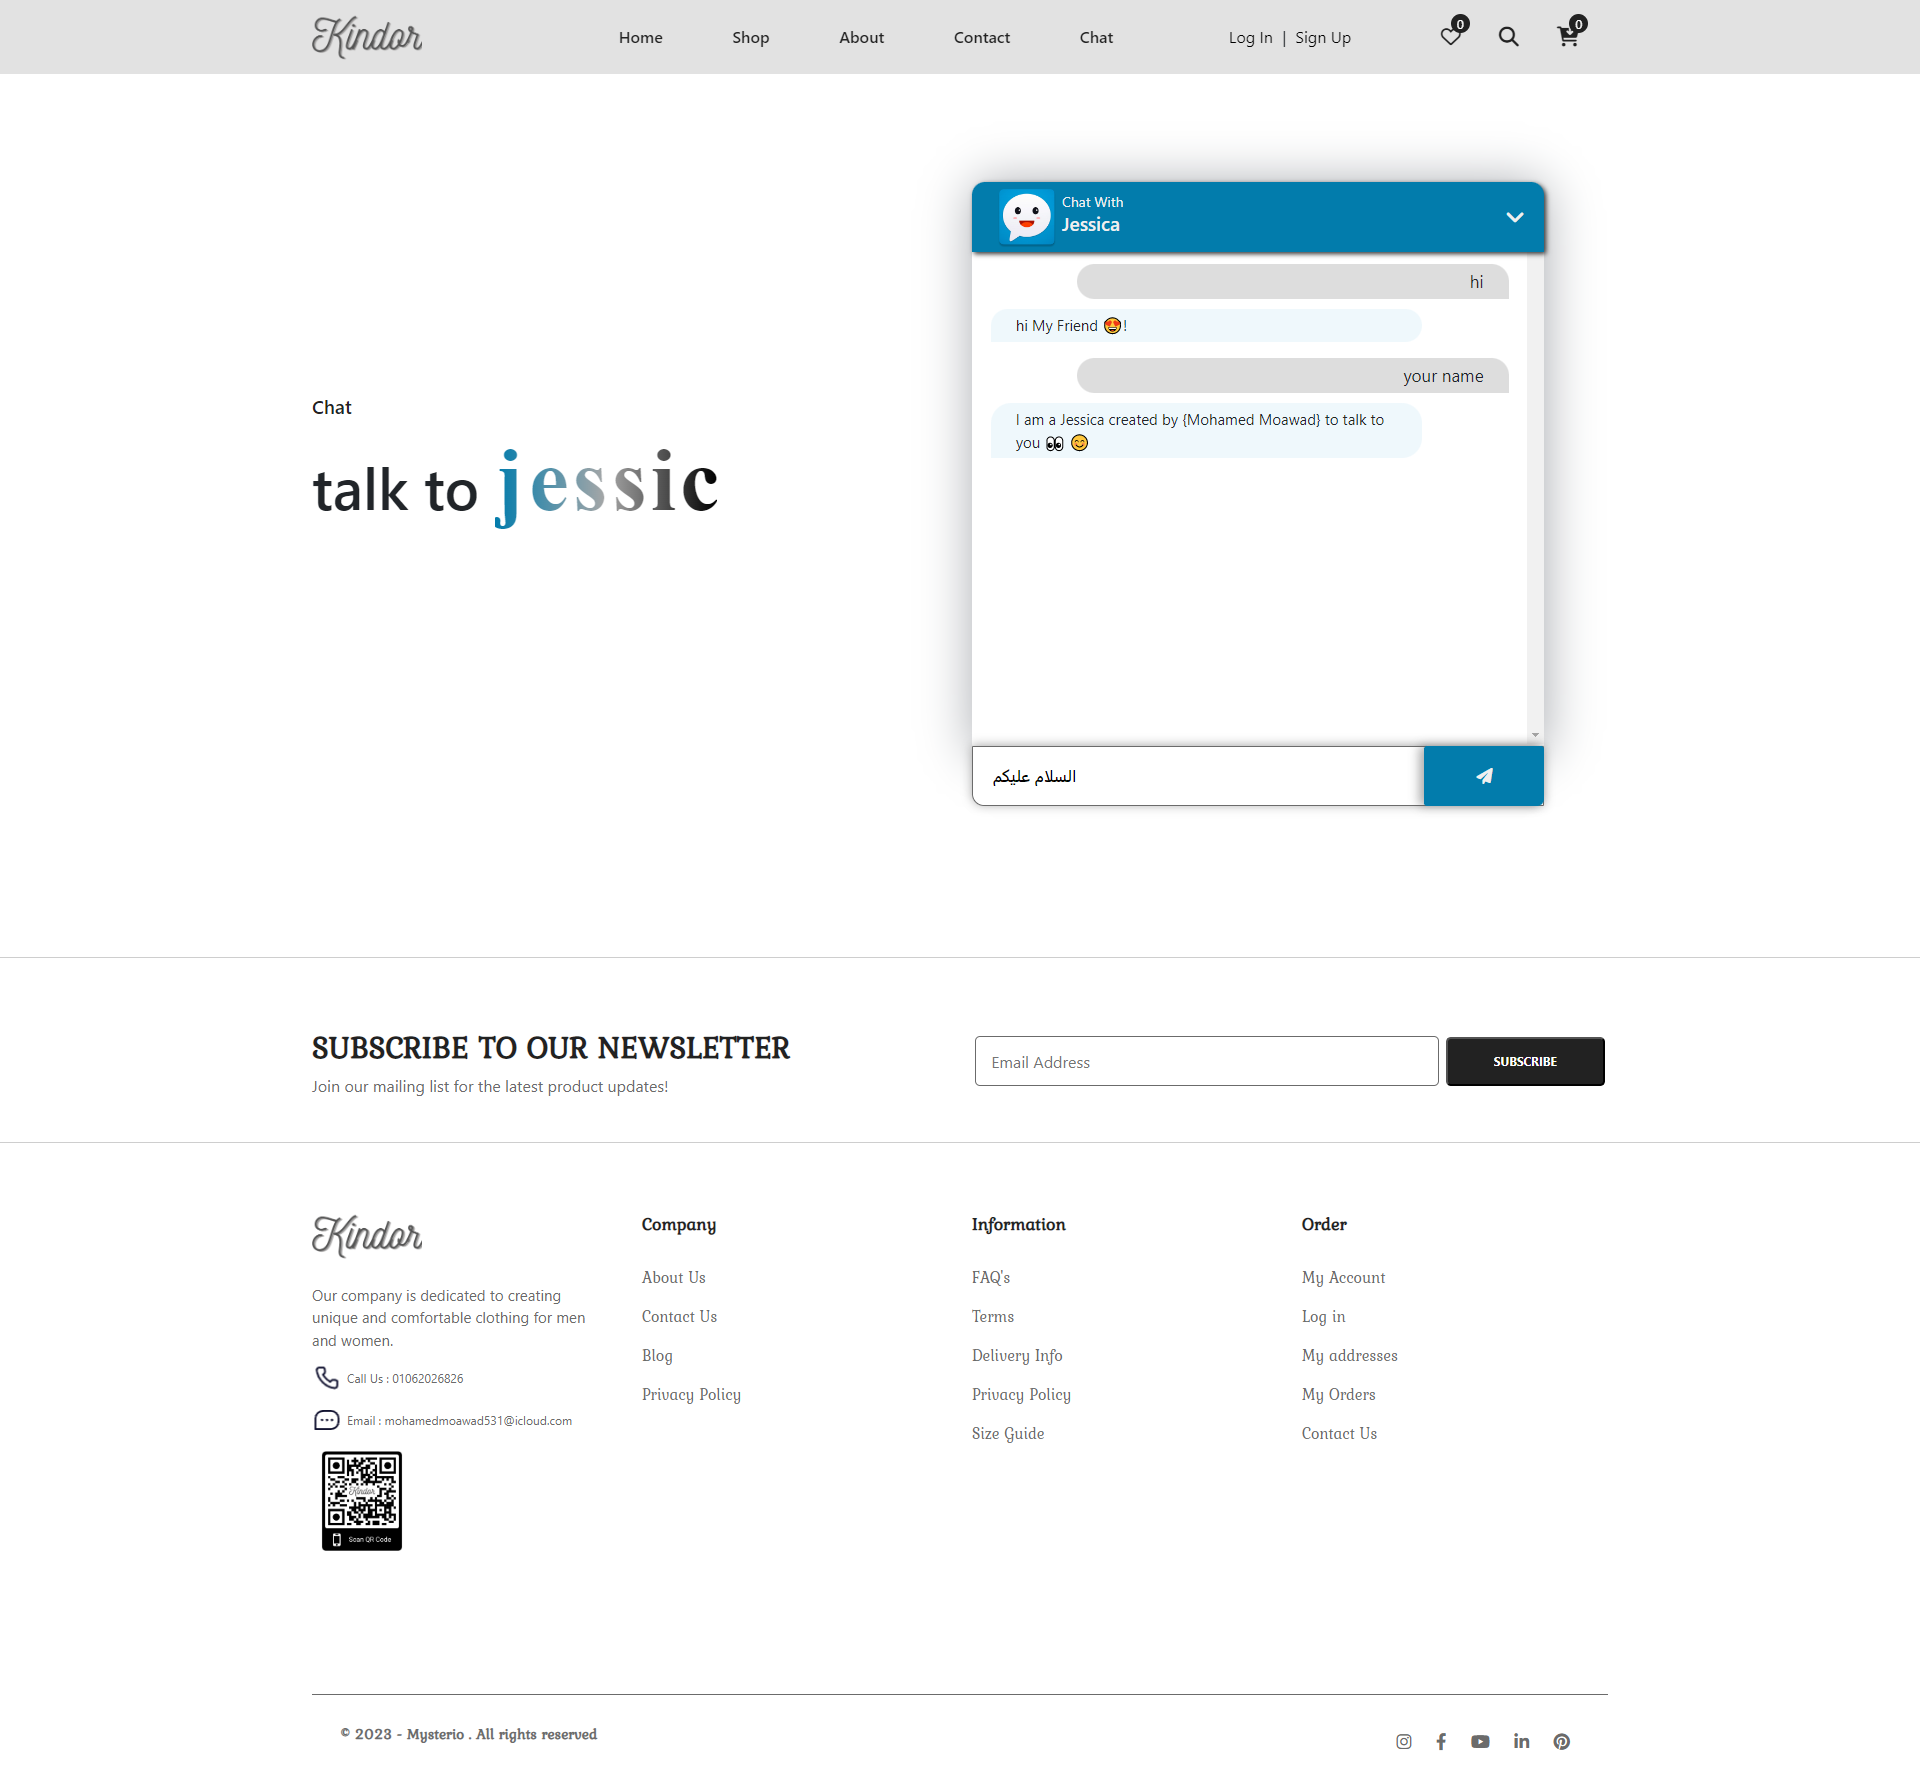 Kindor
Home
Shop
About
Contact
Chat
Log In | Sign Up
0
0
Chat With
Jessica
hi
hi My Friend 🤩!
your name
I am a Jessica created by {Mohamed Moawad} to talk to
you 👀 😊
السلام عليكم
Chat
talk to jessic
SUBSCRIBE TO OUR NEWSLETTER
Join our mailing list for the latest product updates!
Email Address
SUBSCRIBE
Kindor
Our company is dedicated to creating
unique and comfortable clothing for men
and women.
Call Us : 01062026826
Email : mohamedmoawad531@icloud.com
Kindor
Scan QR Code
Company
About Us
Contact Us
Blog
Privacy Policy
Information
FAQ's
Terms
Delivery Info
Privacy Policy
Size Guide
Order
My Account
Log in
My addresses
My Orders
Contact Us
© 2023 - Mysterio . All rights reserved